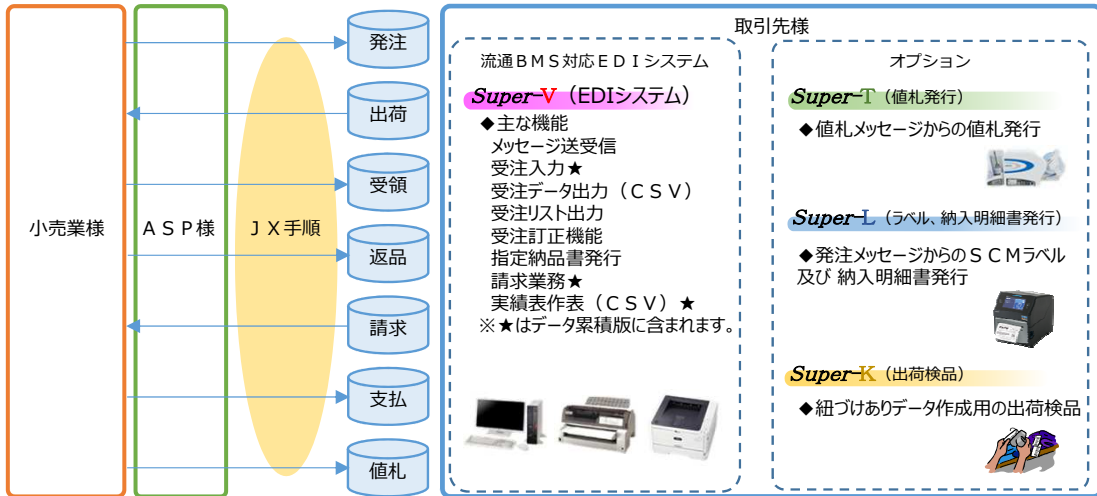 小売業様
ＡＳＰ様
ＪＸ手順
発注
出荷
受領
返品
請求
支払
値札
取引先様
流通ＢＭＳ対応ＥＤＩシステム
Super-V（EDIシステム）
◆主な機能
メッセージ送受信
受注入力★
受注データ出力（ＣＳＶ）
受注リスト出力
受注訂正機能
指定納品書発行
請求業務★
実績表作表（ＣＳＶ）★
※★はデータ累積版に含まれます。
オプション
Super-T（値札発行）
◆値札メッセージからの値札発行
Super-L（ラベル、納入明細書発行）
◆発注メッセージからのＳＣＭラベル
及び 納入明細書発行
Super-K（出荷検品）
◆紐づけありデータ作成用の出荷検品